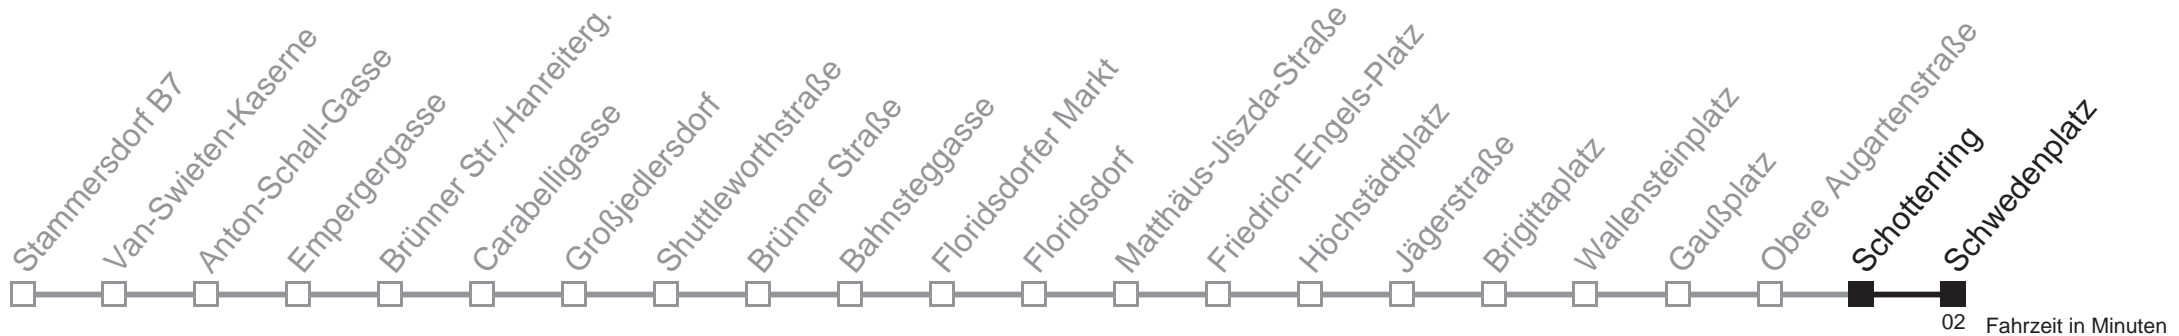 Stammersdorf B7
Van-Swieten-Kaserne
Anton-Schall-Gasse
Empergergasse
Brünner Str./Hanreiterg.
Carabelligasse
Großjedlersdorf
Shuttleworthstraße
Brünner Straße
Bahnsteggasse
Floridsdorfer Markt
Floridsdorf
Matthäus-Jiszda-Straße
Friedrich-Engels-Platz
Höchstädtplatz
Jägerstraße
Brigittaplatz
Wallensteinplatz
Gaußplatz
Obere Augartenstraße
Schottenring
Schwedenplatz
02 Fahrzeit in Minuten